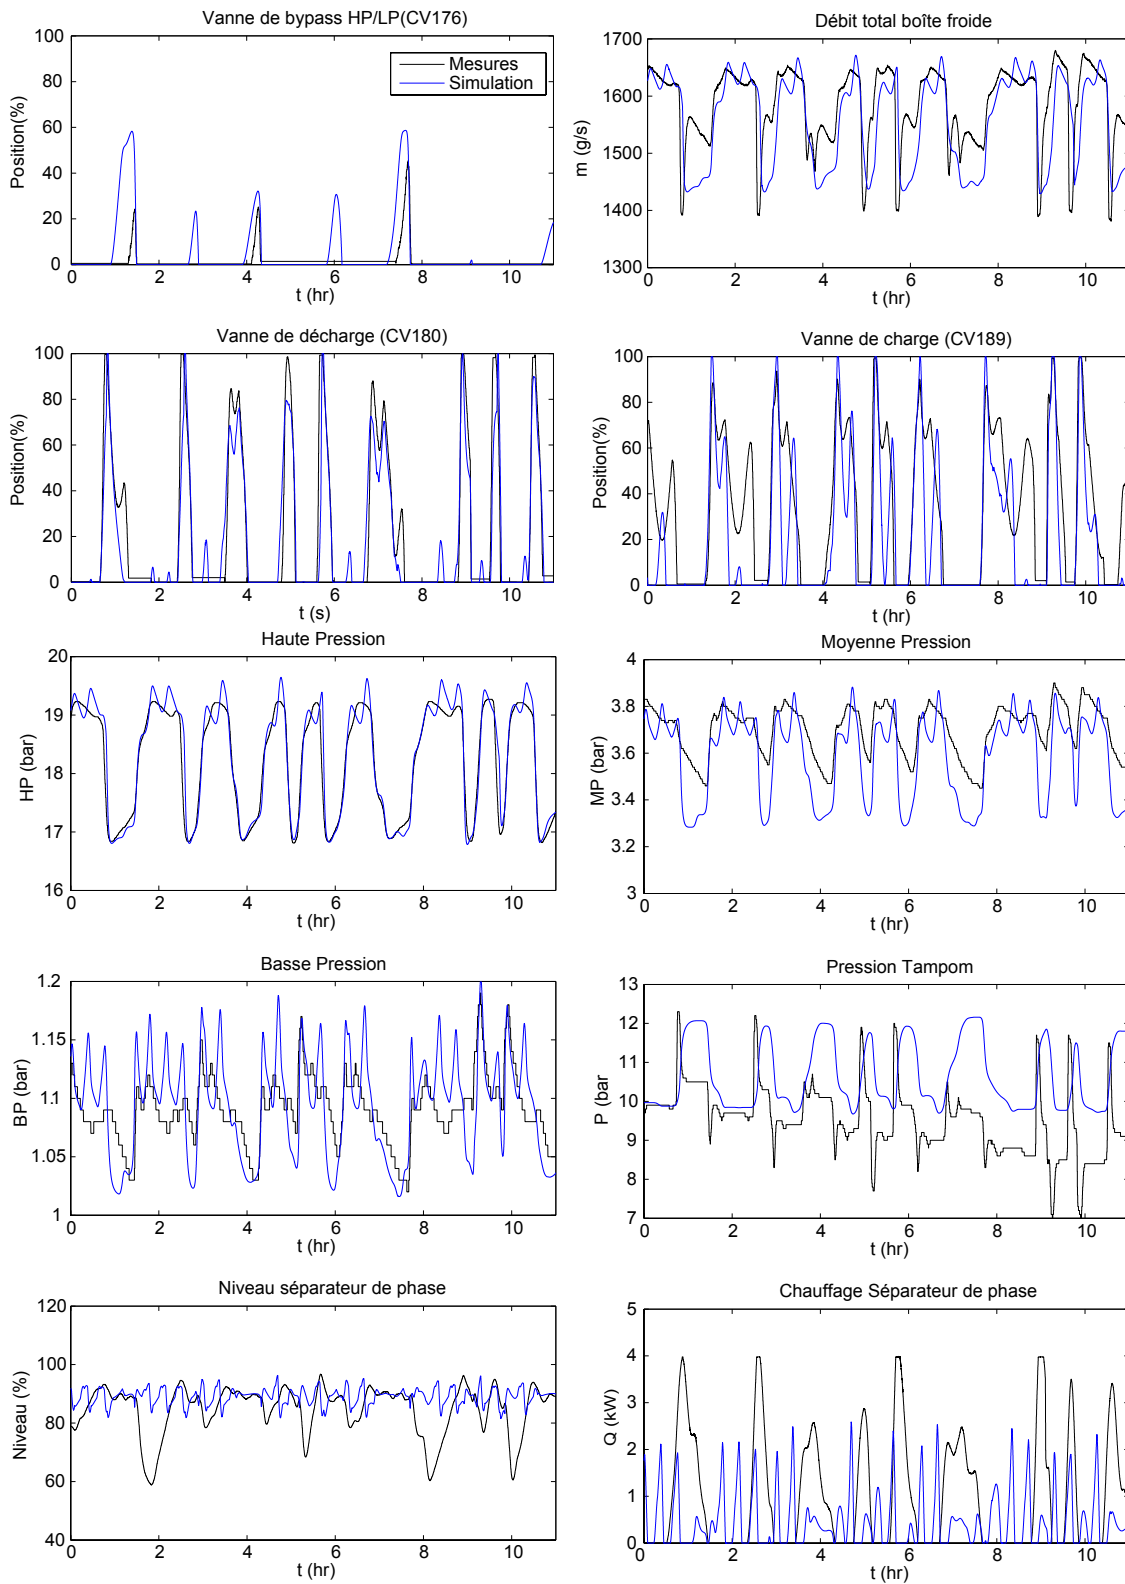 Vanne de bypass HP/LP(CV176)
100
80
60
40
20
0
Position(%)
Mesures
Simulation
0 2 4 6 8 10
t (hr)
Débit total boîte froide
1700
1600
1500
1400
1300
m (g/s)
0 2 4 6 8 10
t (hr)
Vanne de décharge (CV180)
100
80
60
40
20
0
Position(%)
0 2 4 6 8 10
t (s)
Vanne de charge (CV189)
100
80
60
40
20
0
Position(%)
0 2 4 6 8 10
t (hr)
Haute Pression
20
19
18
17
16
HP (bar)
0 2 4 6 8 10
t (hr)
Moyenne Pression
4
3.8
3.6
3.4
3.2
3
MP (bar)
0 2 4 6 8 10
t (hr)
Basse Pression
1.2
1.15
1.1
1.05
1
BP (bar)
0 2 4 6 8 10
t (hr)
Pression Tampom
13
12
11
10
9
8
7
P (bar
0 2 4 6 8 10
t (hr)
Niveau séparateur de phase
120
100
80
60
40
Niveau (%)
0 2 4 6 8 10
t (hr)
Chauffage Séparateur de phase
5
4
3
2
1
0
Q (kW)
0 2 4 6 8 10
t (hr)